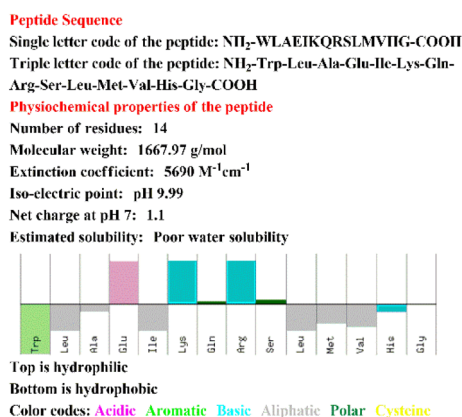 Peptide Sequence
Single letter code of the peptide: NH₂-WLAEIKQRSLMVHG-COOH
Triple letter code of the peptide: NH₂-Trp-Leu-Ala-Glu-Ile-Lys-Gln-
Arg-Ser-Leu-Met-Val-His-Gly-COOH
Physiochemical properties of the peptide
Number of residues: 14
Molecular weight: 1667.97 g/mol
Extinction coefficient: 5690 M⁻¹cm⁻¹
Iso-electric point: pH 9.99
Net charge at pH 7: 1.1
Estimated solubility: Poor water solubility
Trp Leu Ala Glu Ile Lys Gln Arg Ser Leu Met Val His Gly
Top is hydrophilic
Bottom is hydrophobic
Color codes: Acidic Aromatic Basic Aliphatic Polar Cysteine